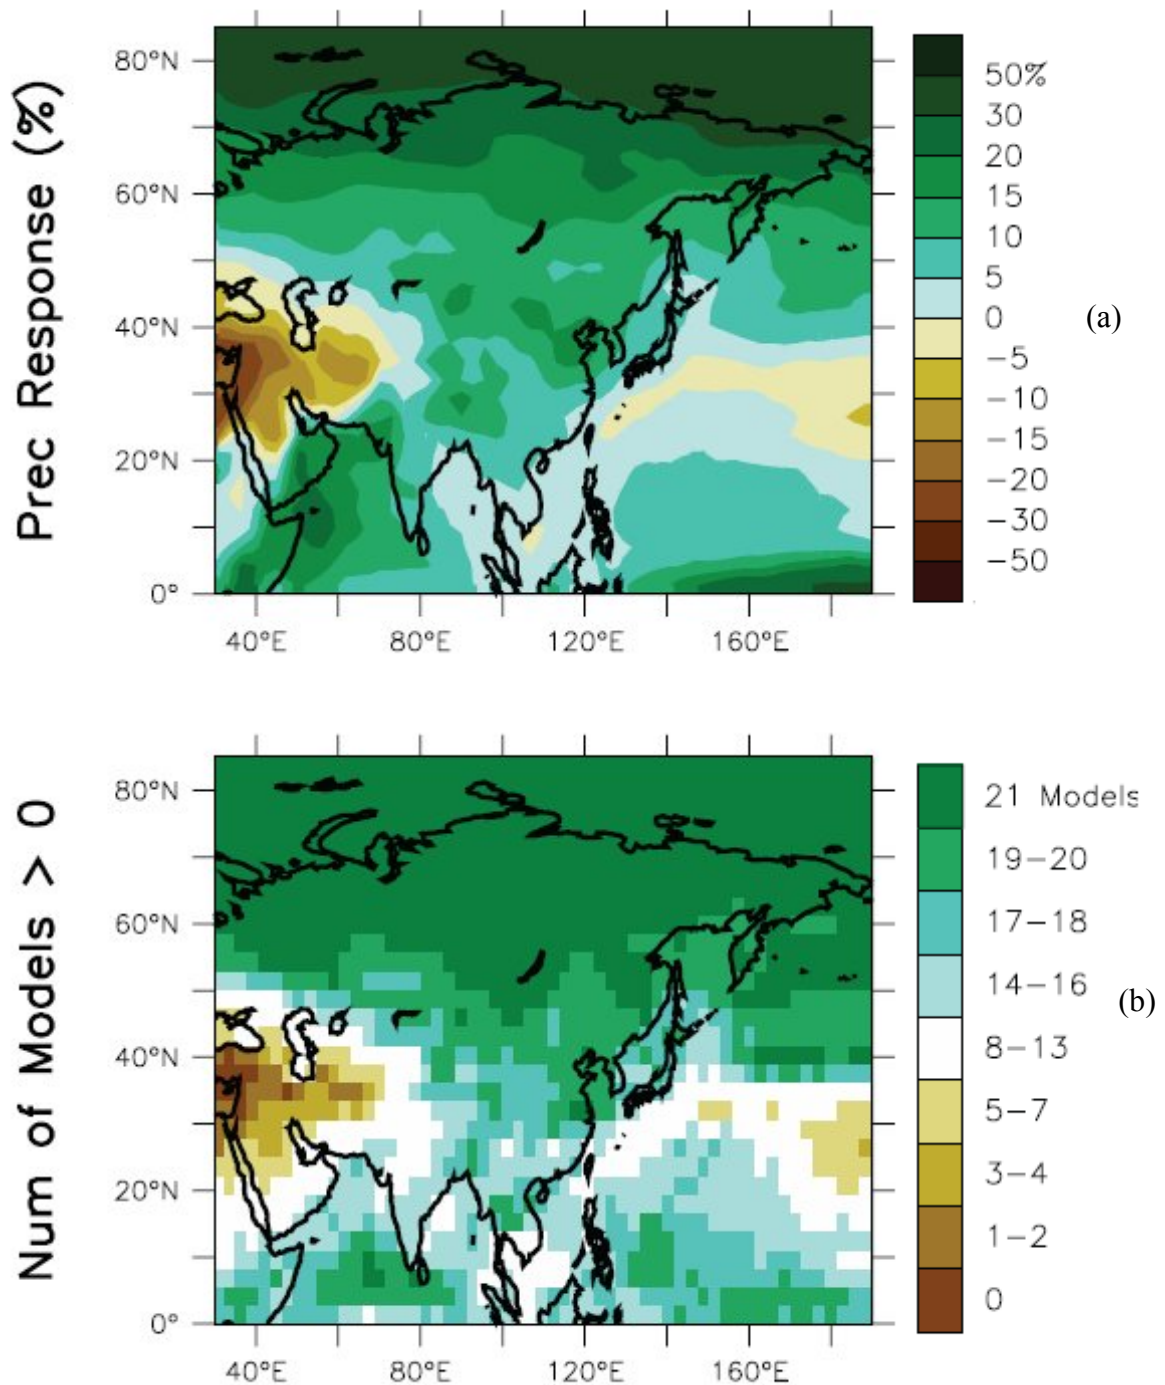 Prec Response (%)
80°N
60°N
40°N
20°N
0°
40°E
80°E
120°E
160°E
50%
30
20
15
10
5
0
-5
-10
-15
-20
-30
-50
(a)
Num of Models > 0
80°N
60°N
40°N
20°N
0°
40°E
80°E
120°E
160°E
21 Models
19-20
17-18
14-16
8-13
5-7
3-4
1-2
0
(b)